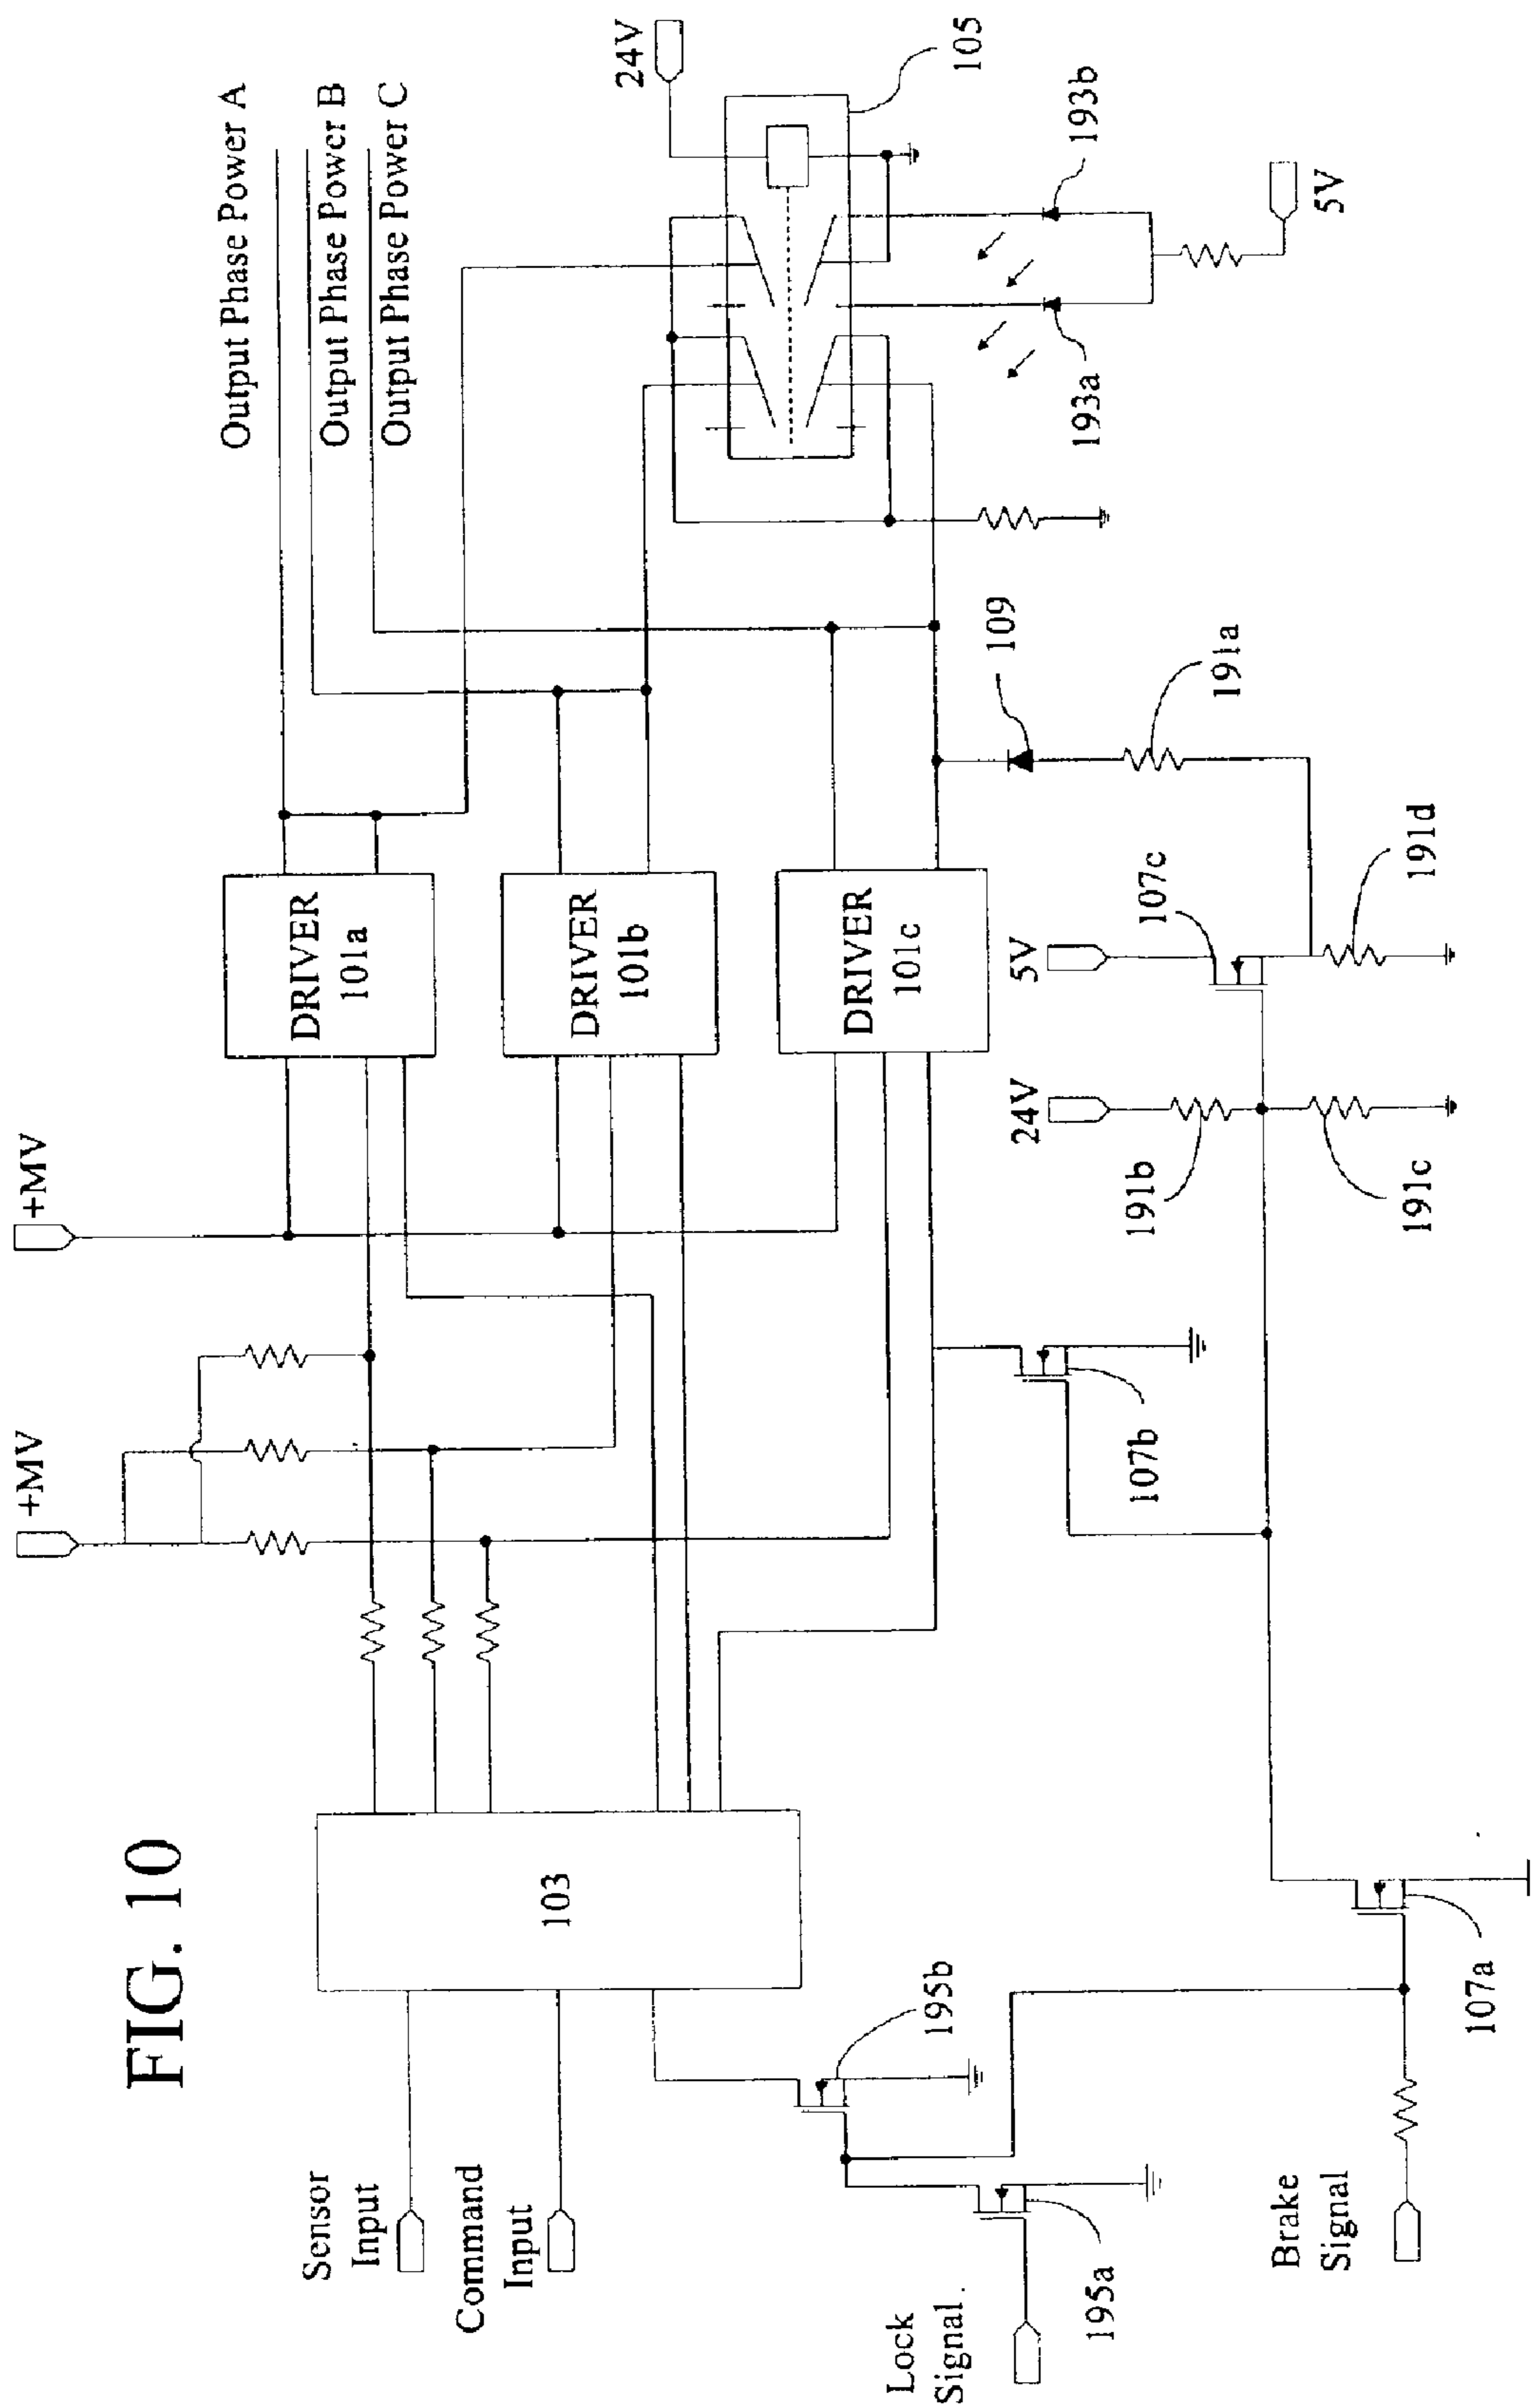 FIG. 10
+MV
+MV
Output Phase Power A
Output Phase Power B
Output Phase Power C
24V
105
DRIVER
101a
DRIVER
101b
DRIVER
101c
103
Sensor
Input
Command
Input
Lock
Signal.
195a
195b
Brake
Signal
107a
107b
24V
191b
191c
5V
107c
191d
109
191a
193a
193b
5V